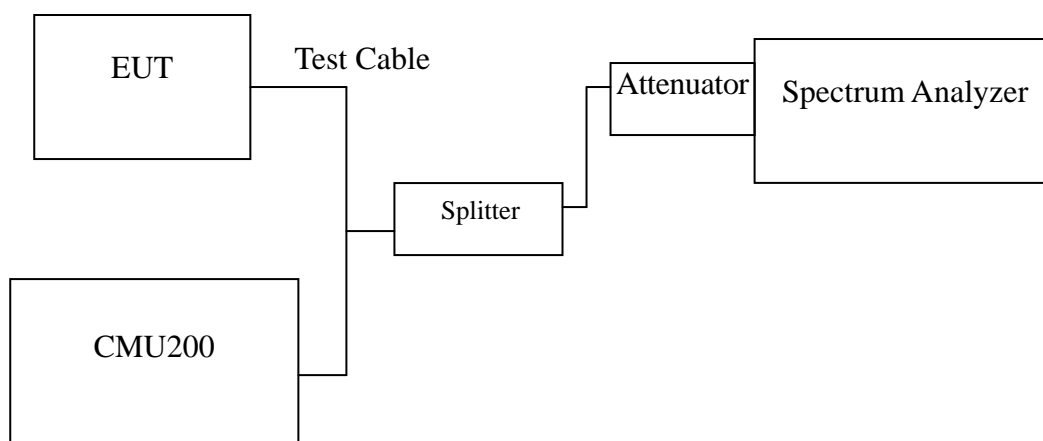 EUT
Test Cable
Attenuator
Spectrum Analyzer
Splitter
CMU200